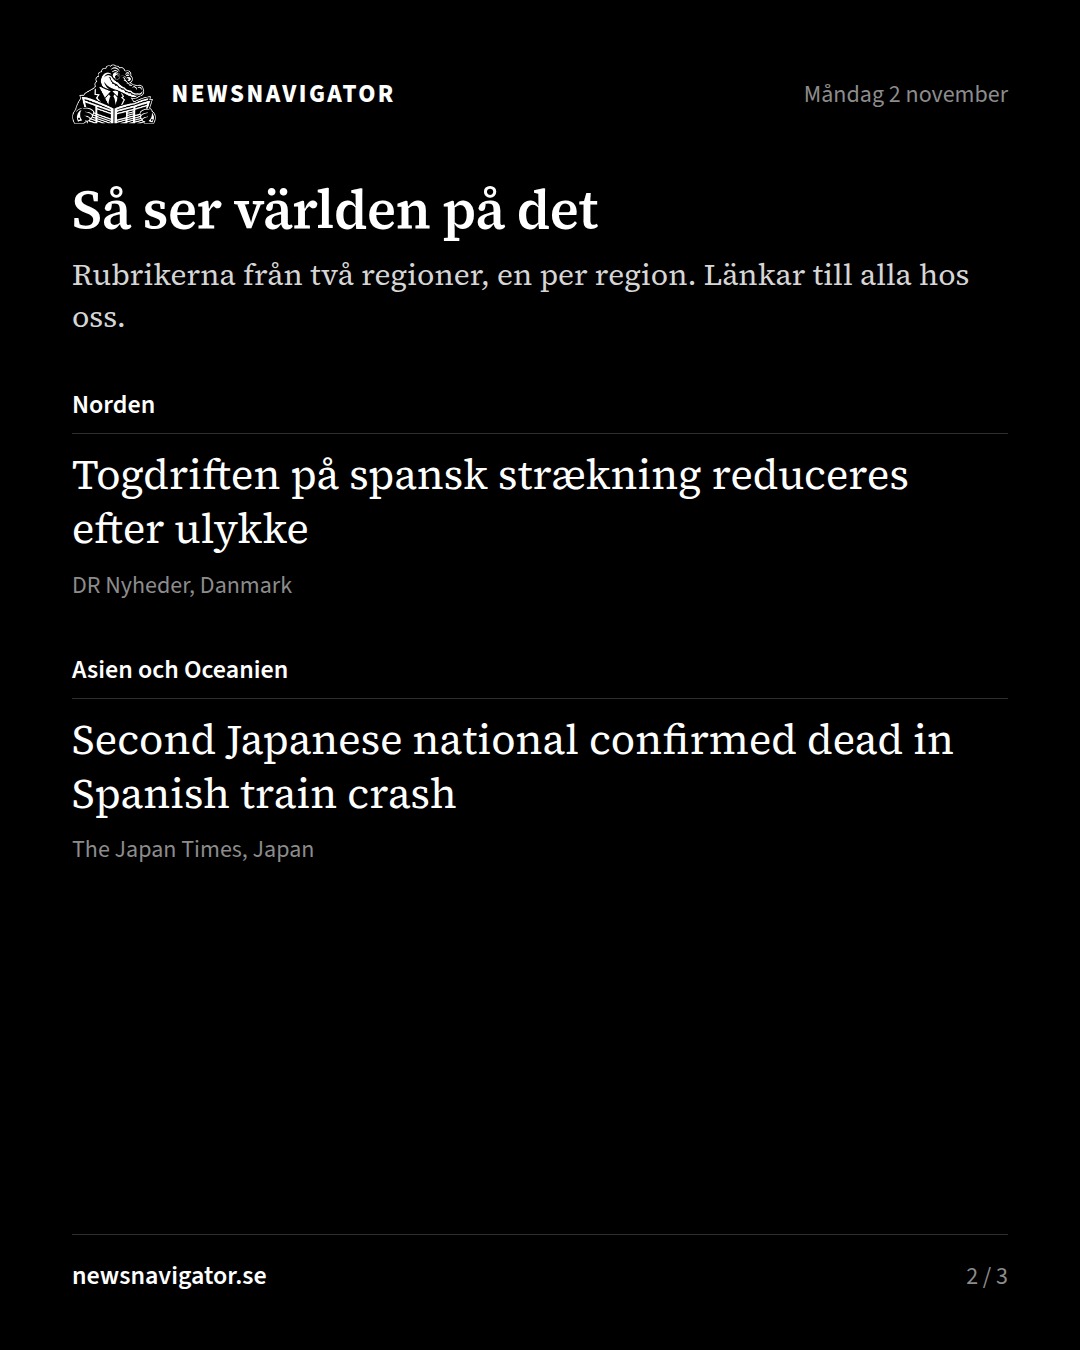 NEWSNAVIGATOR
Måndag 2 november
Så ser världen på det
Rubrikerna från två regioner, en per region. Länkar till alla hos
oss.
Norden
Togdriften på spansk strækning reduceres
efter ulykke
DR Nyheder, Danmark
Asien och Oceanien
Second Japanese national confirmed dead in
Spanish train crash
The Japan Times, Japan
newsnavigator.se
2 / 3